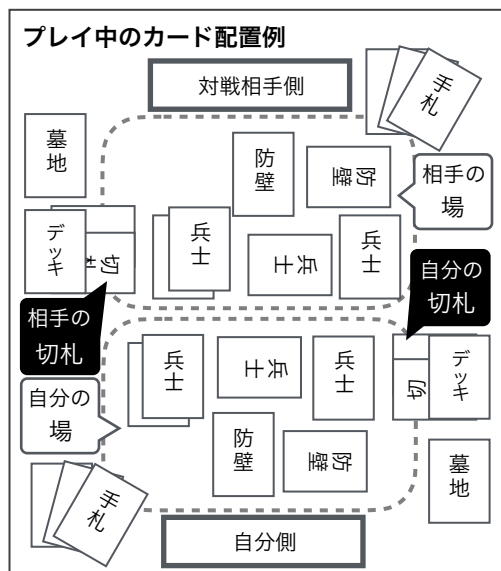 プレイ中のカード配置例
対戦相手側
手札
墓地
防壁
防壁
相手の
場
デッキ
切札
兵士
兵士
兵士
自分の
切札
相手の
切札
兵士
兵士
兵士
切
デッキ
自分の
場
防壁
防壁
手札
墓地
自分側